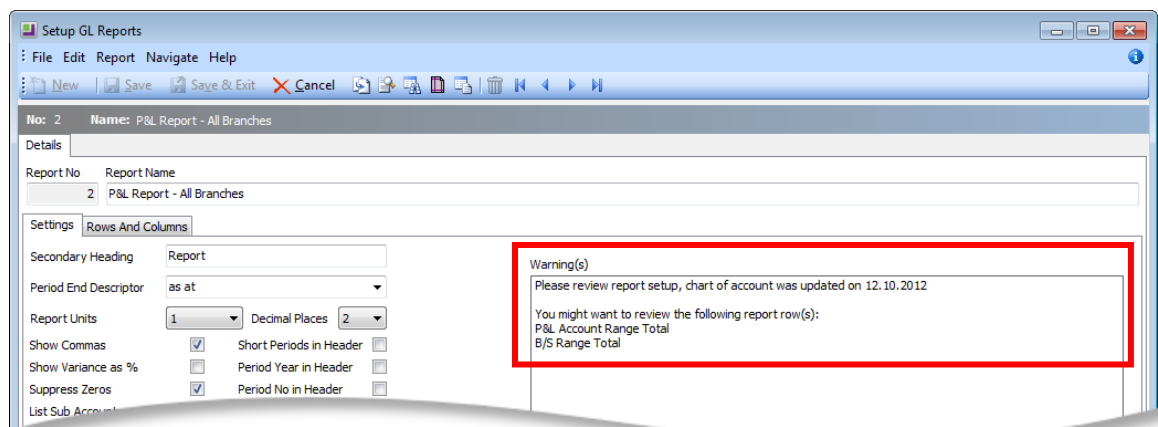 Setup GL Reports
File Edit Report Navigate Help
New Save Save & Exit Cancel
No: 2 Name: P&L Report - All Branches
Details
Report No Report Name
2 P&L Report - All Branches
Settings Rows And Columns
Secondary Heading Report
Period End Descriptor as at
Report Units 1 Decimal Places 2
Show Commas Short Periods in Header
Show Variance as % Period Year in Header
Suppress Zeros Period No in Header
List Sub
Warning(s)
Please review report setup, chart of account was updated on 12.10.2012
You might want to review the following report row(s):
P&L Account Range Total
B/S Range Total